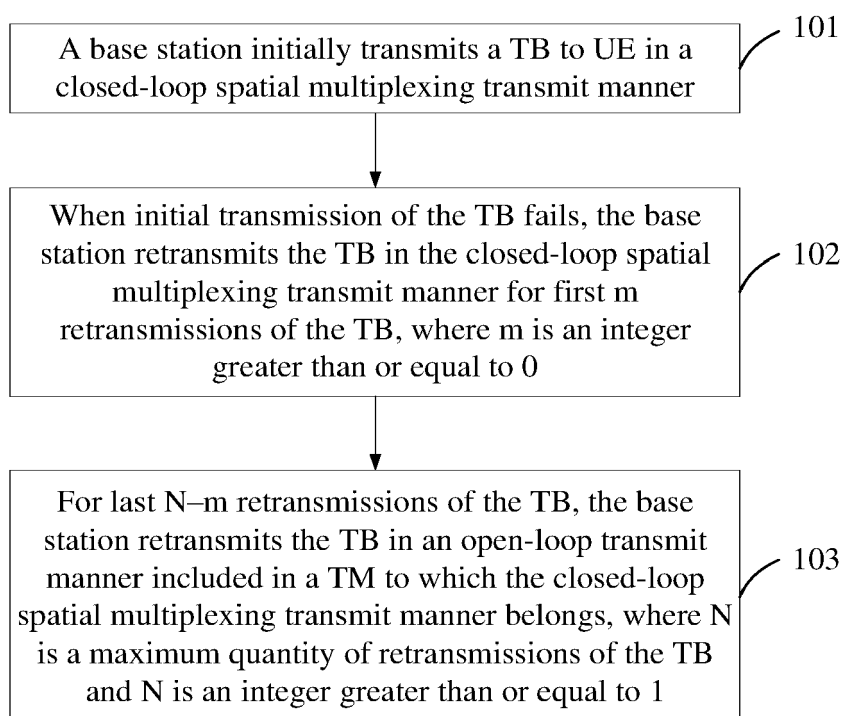 A base station initially transmits a TB to UE in a
closed-loop spatial multiplexing transmit manner
101
When initial transmission of the TB fails, the base
station retransmits the TB in the closed-loop spatial
multiplexing transmit manner for first m
retransmissions of the TB, where m is an integer
greater than or equal to 0
102
For last N–m retransmissions of the TB, the base
station retransmits the TB in an open-loop transmit
manner included in a TM to which the closed-loop
spatial multiplexing transmit manner belongs, where N
is a maximum quantity of retransmissions of the TB
and N is an integer greater than or equal to 1
103